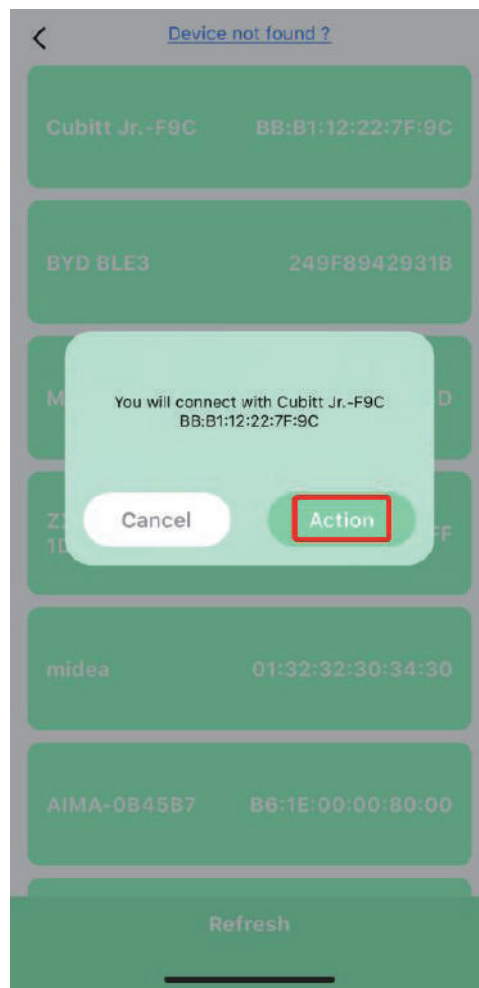 Device not found ?
Cubitt Jr.-F9C BB:B1:12:22:7F:9C
BYD BLE3 249F8942931B
M D
You will connect with Cubitt Jr.-F9C
BB:B1:12:22:7F:9C
Cancel Action
FF
midea 01:32:32:30:34:30
AIMA-0B45B7 B6:1E:00:00:80:00
Refresh